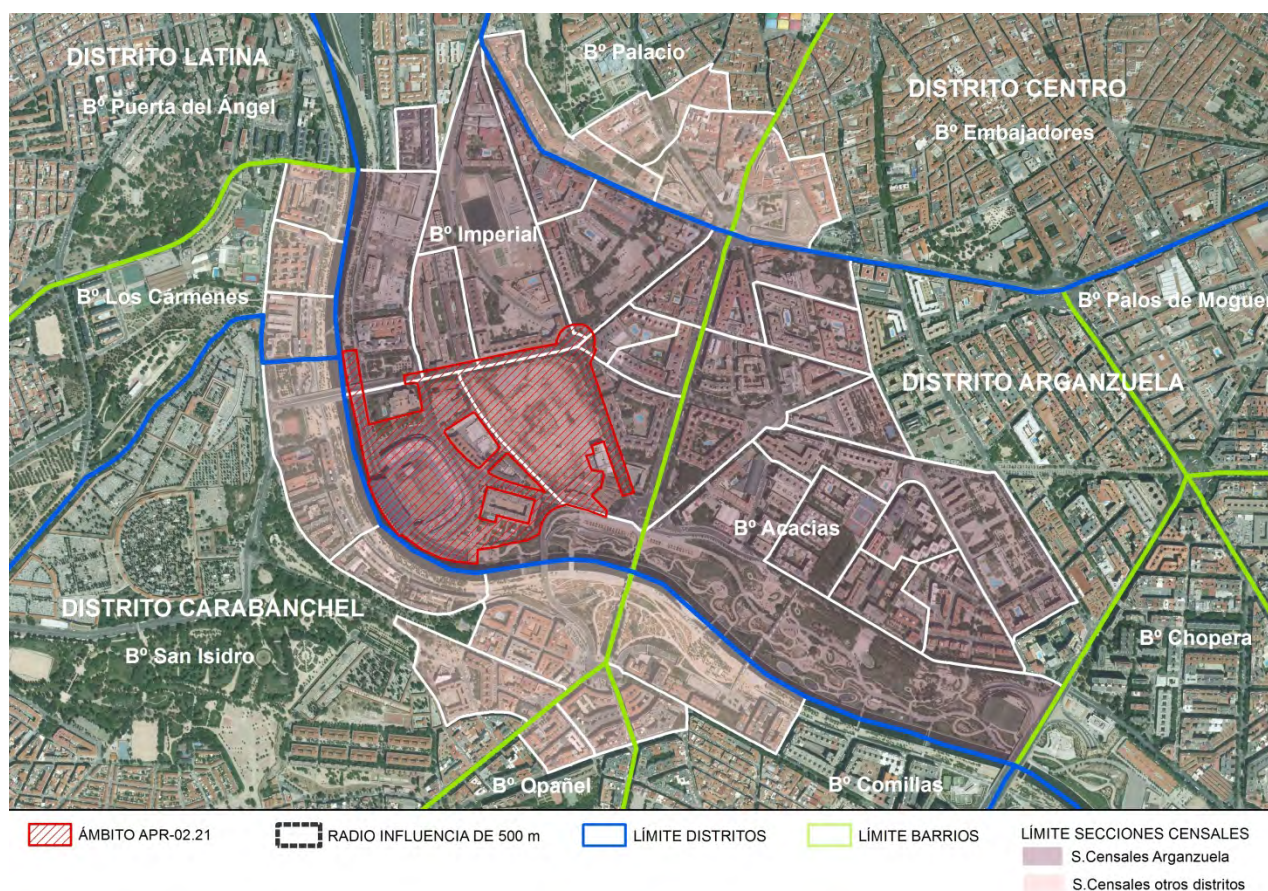 DISTRITO LATINA
Bº Puerta del Ángel
Bº Palacio
DISTRITO CENTRO
Bº Embajadores
Bº Imperial
Bº Los Cármenes
Bº Palos de Moguer
DISTRITO ARGANZUELA
Bº Acacias
DISTRITO CARABANCHEL
Bº San Isidro
Bº Chopera
Bº Opañel
Bº Comillas
ÁMBITO APR-02.21
RADIO INFLUENCIA DE 500 m
LÍMITE DISTRITOS
LÍMITE BARRIOS
LÍMITE SECCIONES CENSALES
S.Censales Arganzuela
S.Censales otros distritos